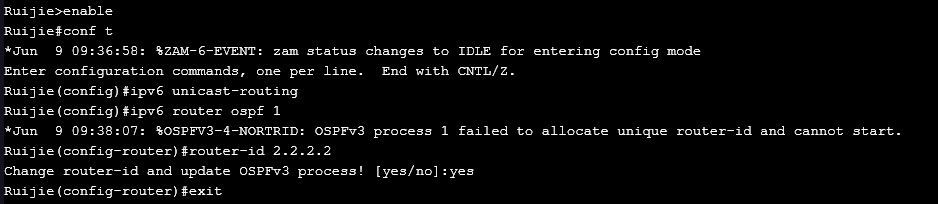 Ruijie>enable
Ruijie#conf t
*Jun  9 09:36:58: %ZAM-6-EVENT: zam status changes to IDLE for entering config mode
Enter configuration commands, one per line.  End with CNTL/Z.
Ruijie(config)#ipv6 unicast-routing
Ruijie(config)#ipv6 router ospf 1
*Jun  9 09:38:07: %OSPFV3-4-NORTRID: OSPFv3 process 1 failed to allocate unique router-id and cannot start.
Ruijie(config-router)#router-id 2.2.2.2
Change router-id and update OSPFv3 process! [yes/no]:yes
Ruijie(config-router)#exit